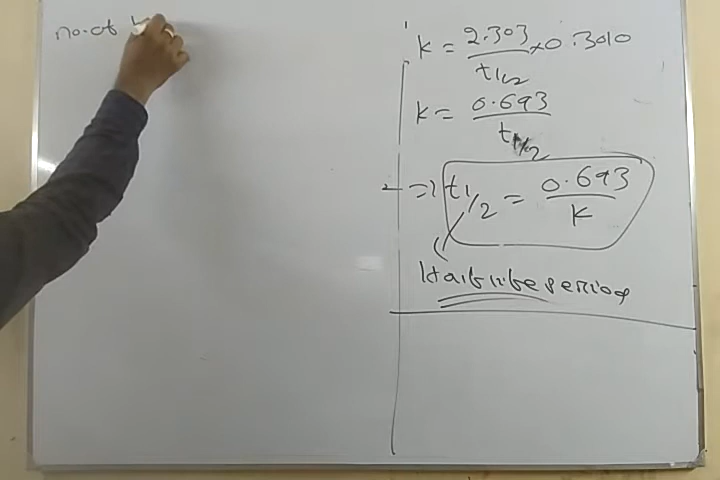 no. of
K = 2.303/t1/2 × 0.3010
K = 0.693/t1/2
=> t1/2 = 0.693/K
Half life period